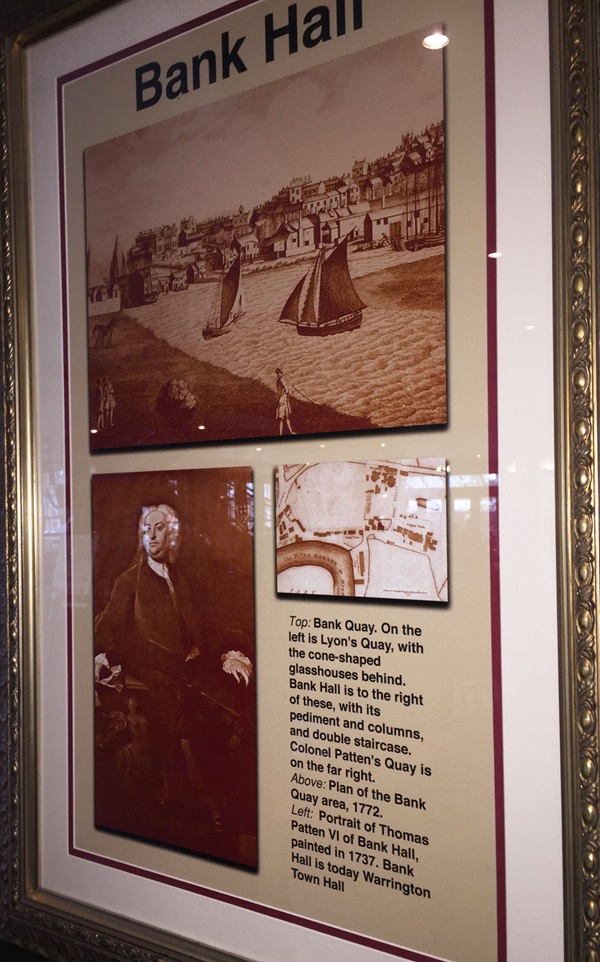 Bank Hall
Top: Bank Quay. On the
left is Lyon's Quay, with
the cone-shaped
glasshouses behind.
Bank Hall is to the right
of these, with its
pediment and columns,
and double staircase.
Colonel Patten's Quay is
on the far right.
Above: Plan of the Bank
Quay area, 1772.
Left: Portrait of Thomas
Patten VI of Bank Hall,
painted in 1737. Bank
Hall is today Warrington
Town Hall